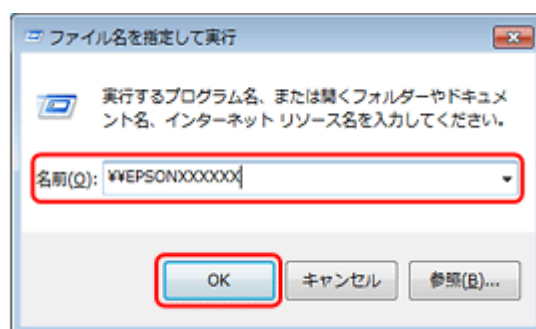 ファイル名を指定して実行
実行するプログラム名、または開くフォルダーやドキュメ
ント名、インターネット リソース名を入力してください。
名前(O): ¥¥EPSONXXXXXX
OK キャンセル 参照(B)...